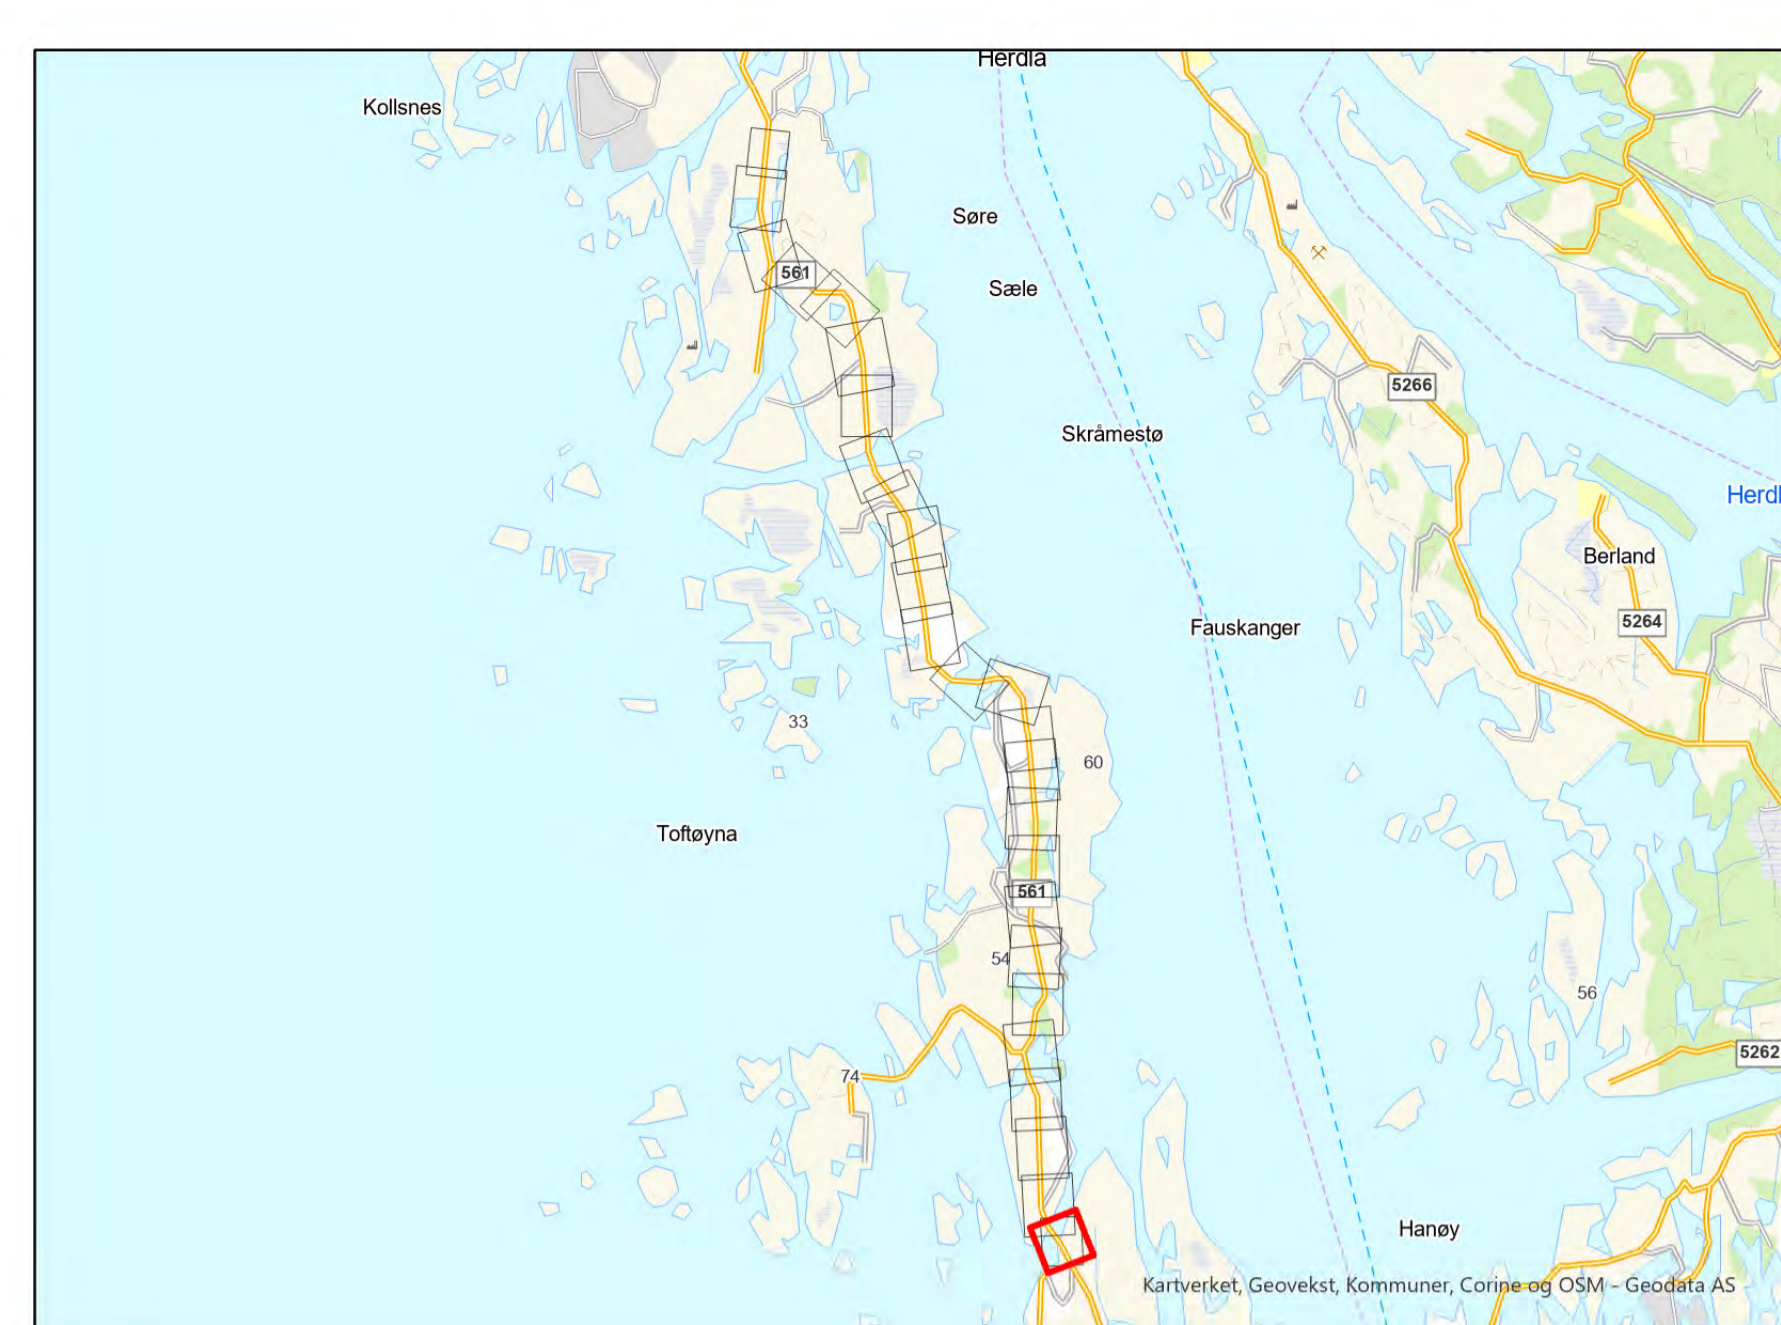 Herdla
Kollsnes
Søre
561
Sæle
5266
Skråmestø
Herdl
Berland
5264
Fauskanger
33
60
Toftøyna
561
54
56
5262
74
Hanøy
Kartverket, Geovekst, Kommuner, Corine og OSM - Geodata AS